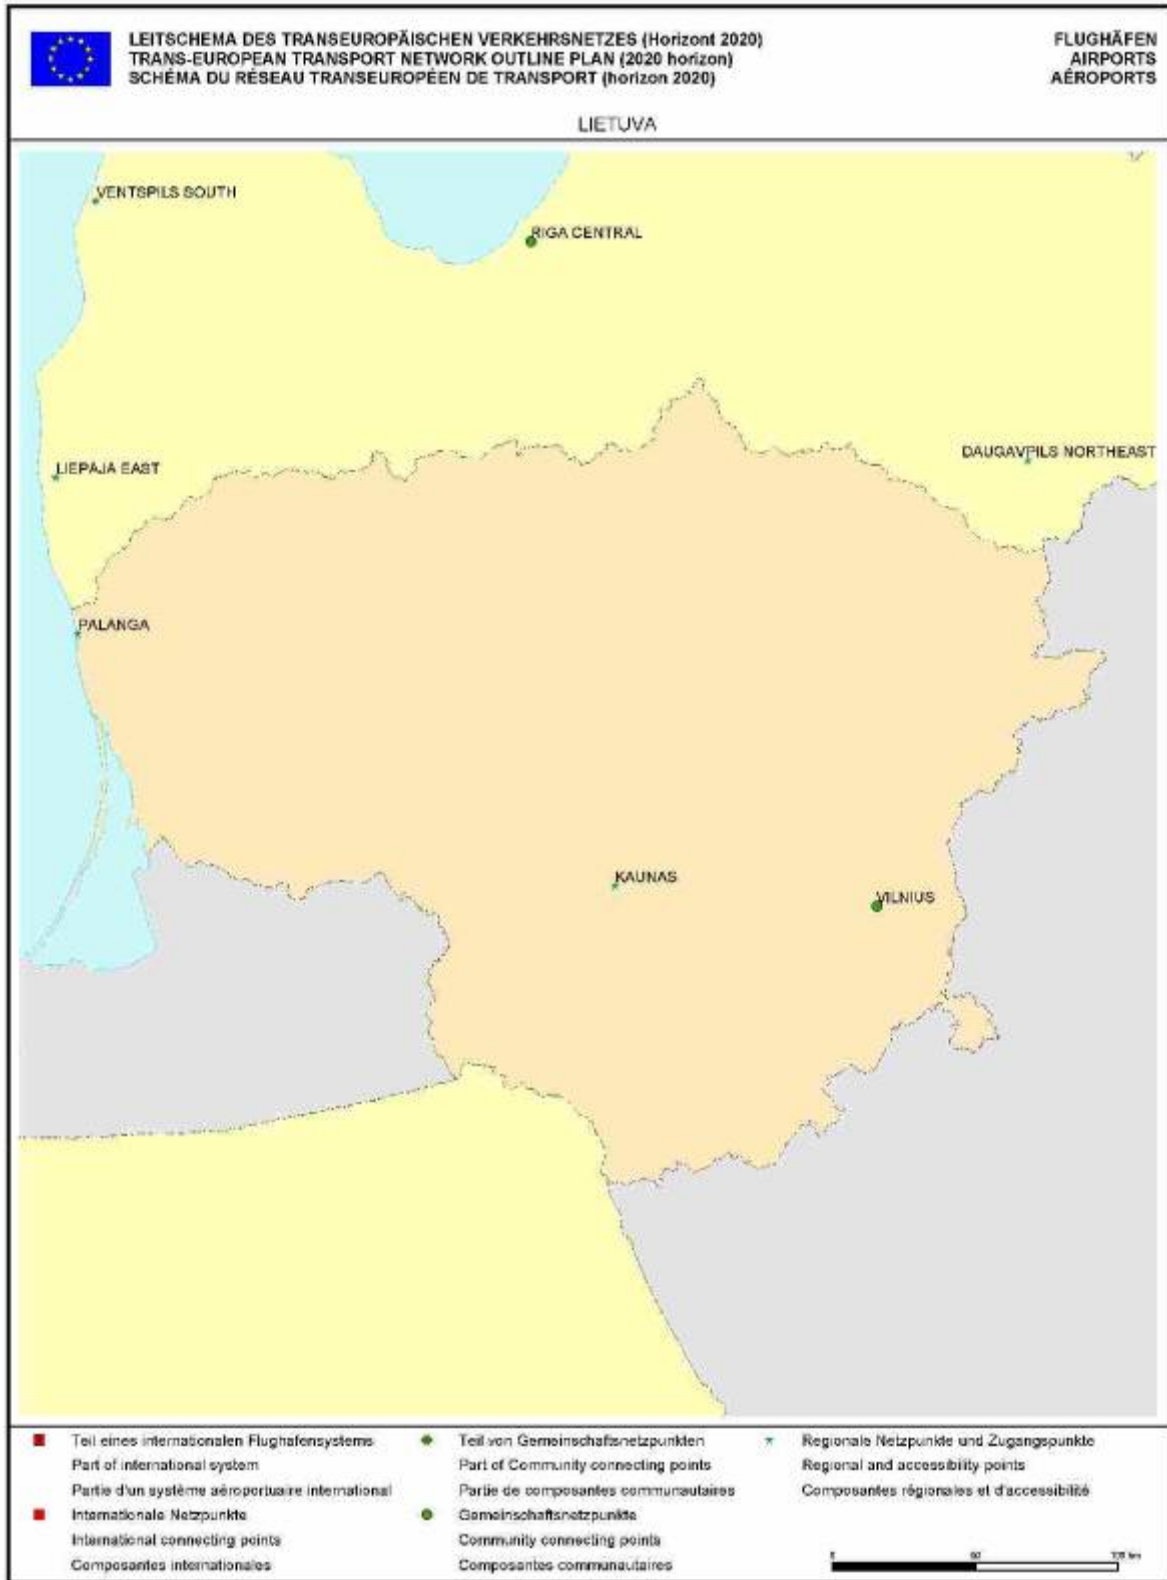 LEITSCHEMA DES TRANSEUROPÄISCHEN VERKEHRSNETZES (Horizont 2020)
TRANS-EUROPEAN TRANSPORT NETWORK OUTLINE PLAN (2020 horizon)
SCHÉMA DU RÉSEAU TRANSEUROPÉEN DE TRANSPORT (horizon 2020)
FLUGHÄFEN
AIRPORTS
AÉROPORTS
LIETUVA
VENTSPILS SOUTH
RIGA CENTRAL
LIEPAJA EAST
DAUGAVPILS NORTHEAST
PALANGA
KAUNAS
VILNIUS
Teil eines internationalen Flughafensystems
Part of international system
Partie d'un système aéroportuaire international
Internationale Netzpunkte
International connecting points
Composantes internationales
Teil von Gemeinschaftsnetzpunkten
Part of Community connecting points
Partie de composantes communautaires
Gemeinschaftsnetzpunkte
Community connecting points
Composantes communautaires
Regionale Netzpunkte und Zugangspunkte
Regional and accessibility points
Composantes régionales et d'accessibilité